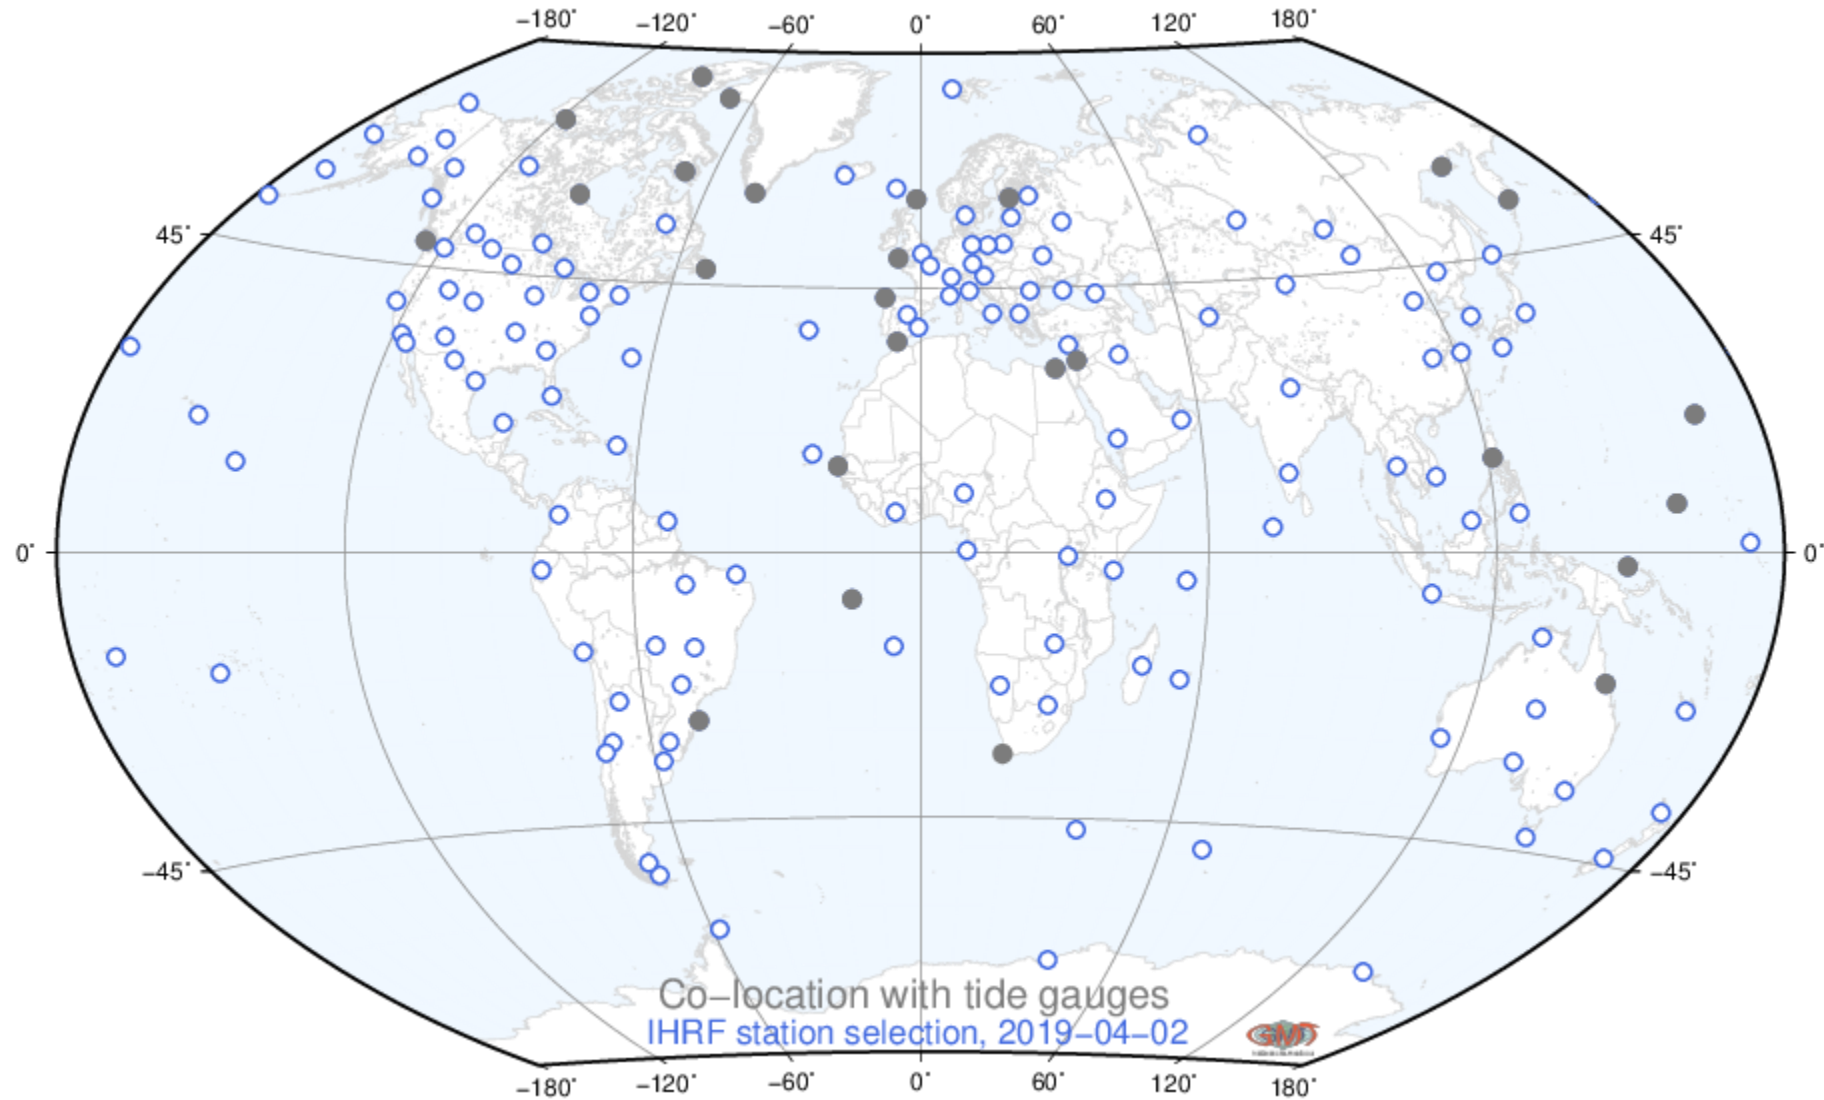 −180˚ −120˚ −60˚ 0˚ 60˚ 120˚ 180˚
45˚ 45˚
0˚ 0˚
−45˚ −45˚
Co−location with tide gauges
IHRF station selection, 2019−04−02
GMT
−180˚ −120˚ −60˚ 0˚ 60˚ 120˚ 180˚